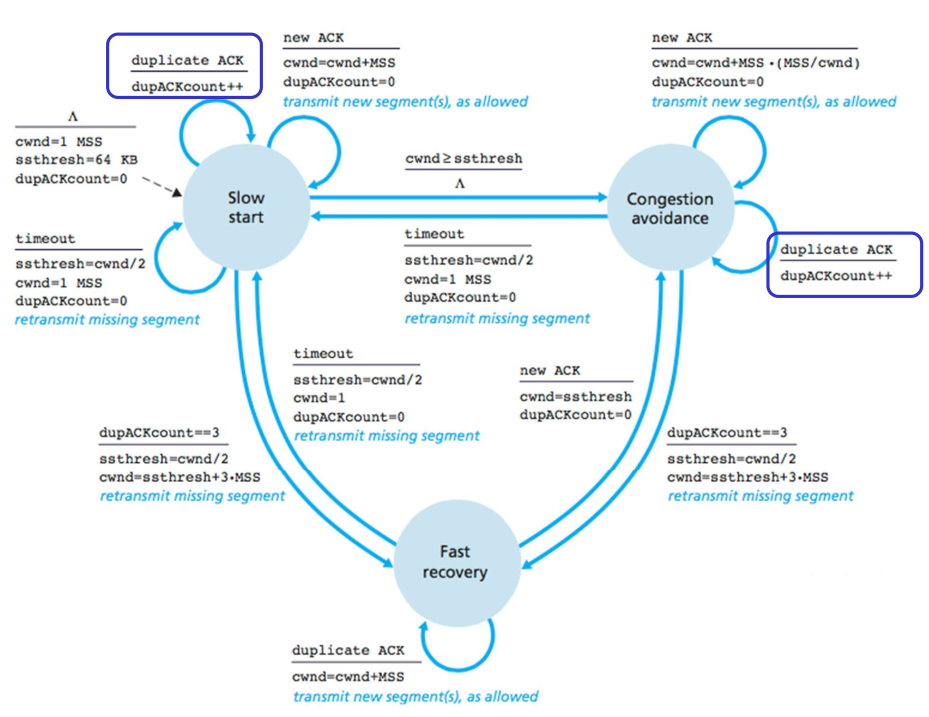 duplicate ACK
dupACKcount++
new ACK
cwnd=cwnd+MSS
dupACKcount=0
transmit new segment(s), as allowed
new ACK
cwnd=cwnd+MSS •(MSS/cwnd)
dupACKcount=0
transmit new segment(s), as allowed
Λ
cwnd=1 MSS
ssthresh=64 KB
dupACKcount=0
Slow
start
cwnd≥ssthresh
Λ
Congestion
avoidance
timeout
ssthresh=cwnd/2
cwnd=1 MSS
dupACKcount=0
retransmit missing segment
timeout
ssthresh=cwnd/2
cwnd=1 MSS
dupACKcount=0
retransmit missing segment
duplicate ACK
dupACKcount++
timeout
ssthresh=cwnd/2
cwnd=1
dupACKcount=0
retransmit missing segment
new ACK
cwnd=ssthresh
dupACKcount=0
dupACKcount==3
ssthresh=cwnd/2
cwnd=ssthresh+3•MSS
retransmit missing segment
dupACKcount==3
ssthresh=cwnd/2
cwnd=ssthresh+3•MSS
retransmit missing segment
Fast
recovery
duplicate ACK
cwnd=cwnd+MSS
transmit new segment(s), as allowed